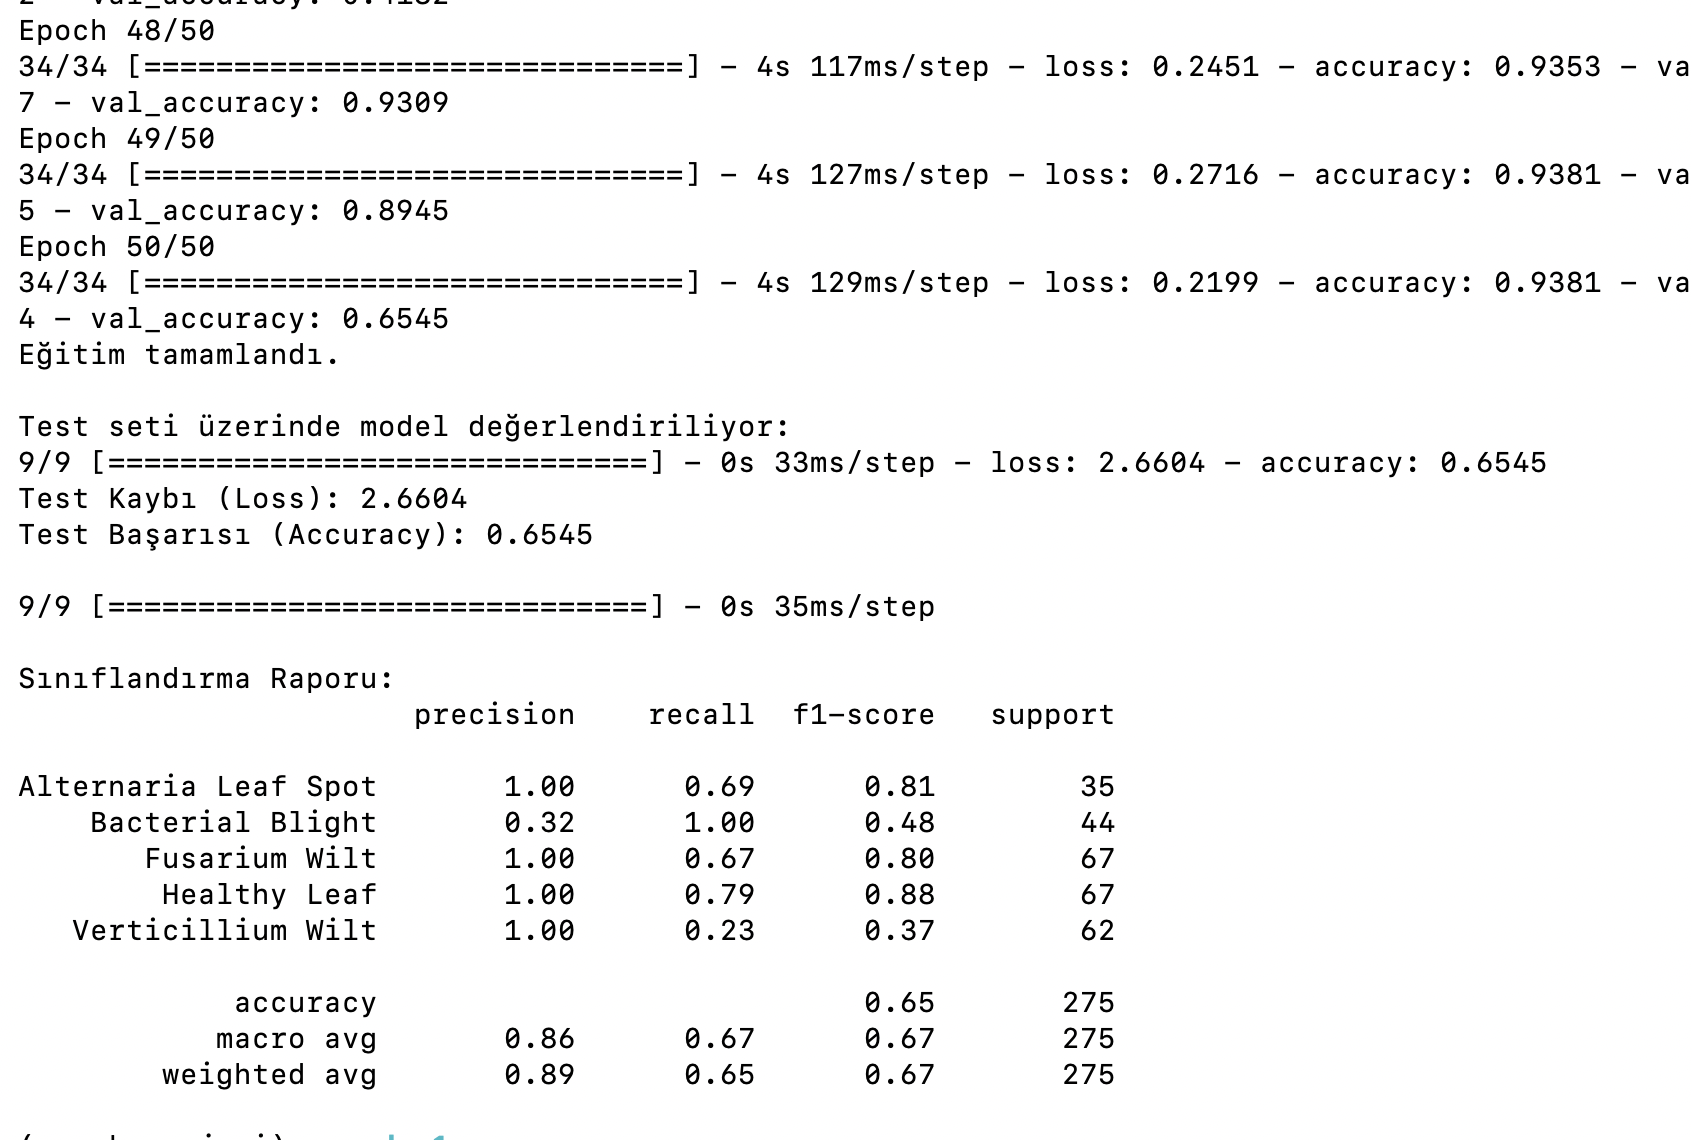 2 - val_accuracy: 0.4182
Epoch 48/50
34/34 [==============================] - 4s 117ms/step - loss: 0.2451 - accuracy: 0.9353 - va
7 - val_accuracy: 0.9309
Epoch 49/50
34/34 [==============================] - 4s 127ms/step - loss: 0.2716 - accuracy: 0.9381 - va
5 - val_accuracy: 0.8945
Epoch 50/50
34/34 [==============================] - 4s 129ms/step - loss: 0.2199 - accuracy: 0.9381 - va
4 - val_accuracy: 0.6545
Eğitim tamamlandı.
Test seti üzerinde model değerlendiriliyor:
9/9 [==============================] - 0s 33ms/step - loss: 2.6604 - accuracy: 0.6545
Test Kaybı (Loss): 2.6604
Test Başarısı (Accuracy): 0.6545
9/9 [==============================] - 0s 35ms/step
Sınıflandırma Raporu:
precision recall f1-score support
Alternaria Leaf Spot 1.00 0.69 0.81 35
Bacterial Blight 0.32 1.00 0.48 44
Fusarium Wilt 1.00 0.67 0.80 67
Healthy Leaf 1.00 0.79 0.88 67
Verticillium Wilt 1.00 0.23 0.37 62
accuracy 0.65 275
macro avg 0.86 0.67 0.67 275
weighted avg 0.89 0.65 0.67 275